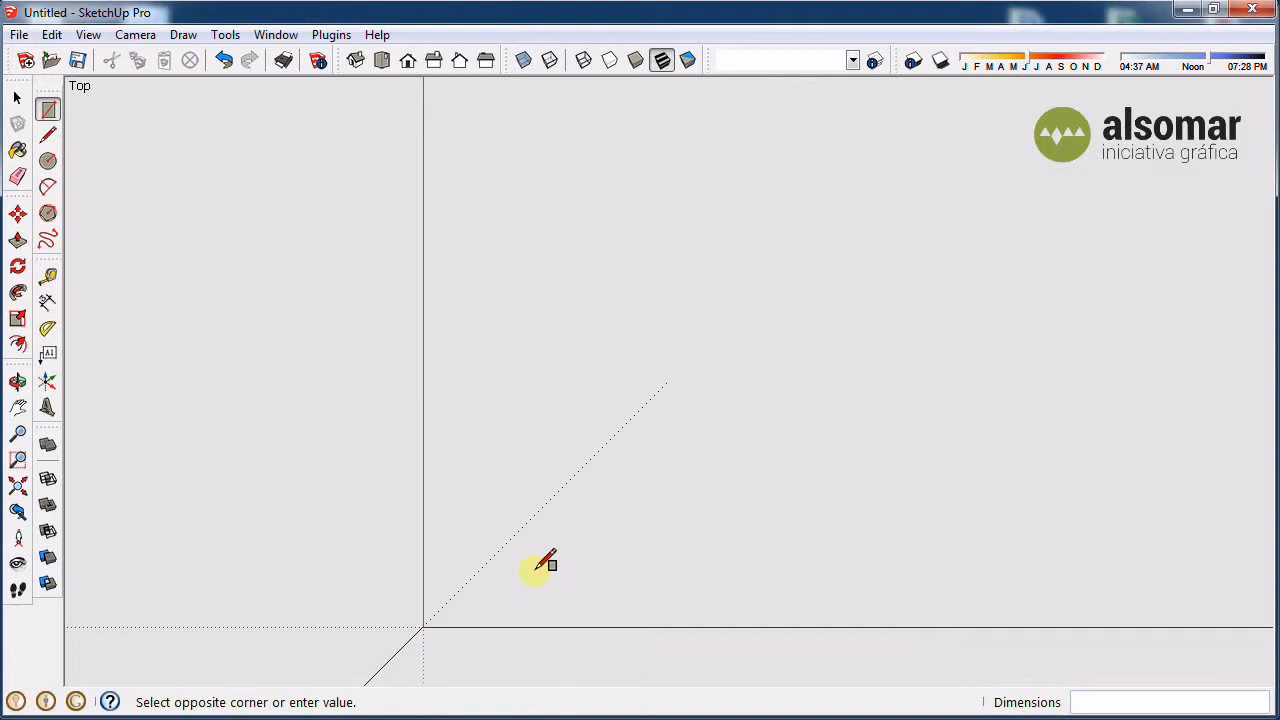 Untitled - SketchUp Pro
File Edit View Camera Draw Tools Window Plugins Help
J F M A M J J A S O N D
04:37 AM Noon 07:28 PM
Top
alsomar
iniciativa gráfica
A1
Select opposite corner or enter value.
Dimensions